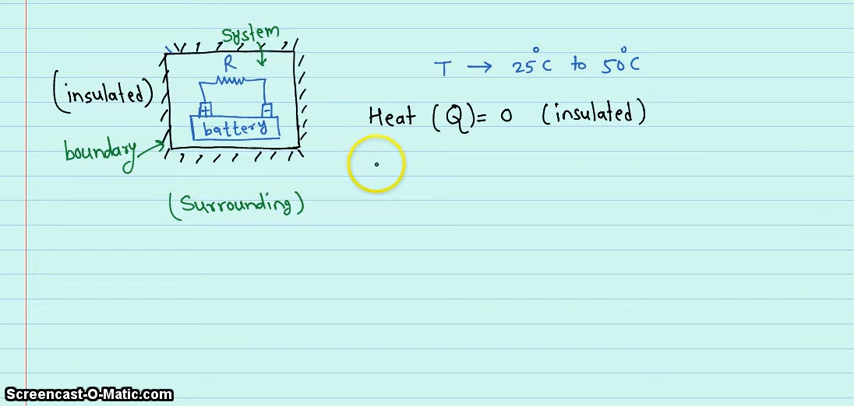 System
R
(insulated)
+ -
battery
boundary
(Surrounding)
T → 25°C to 50°C
Heat (Q) = 0 (insulated)
Screencast-O-Matic.com